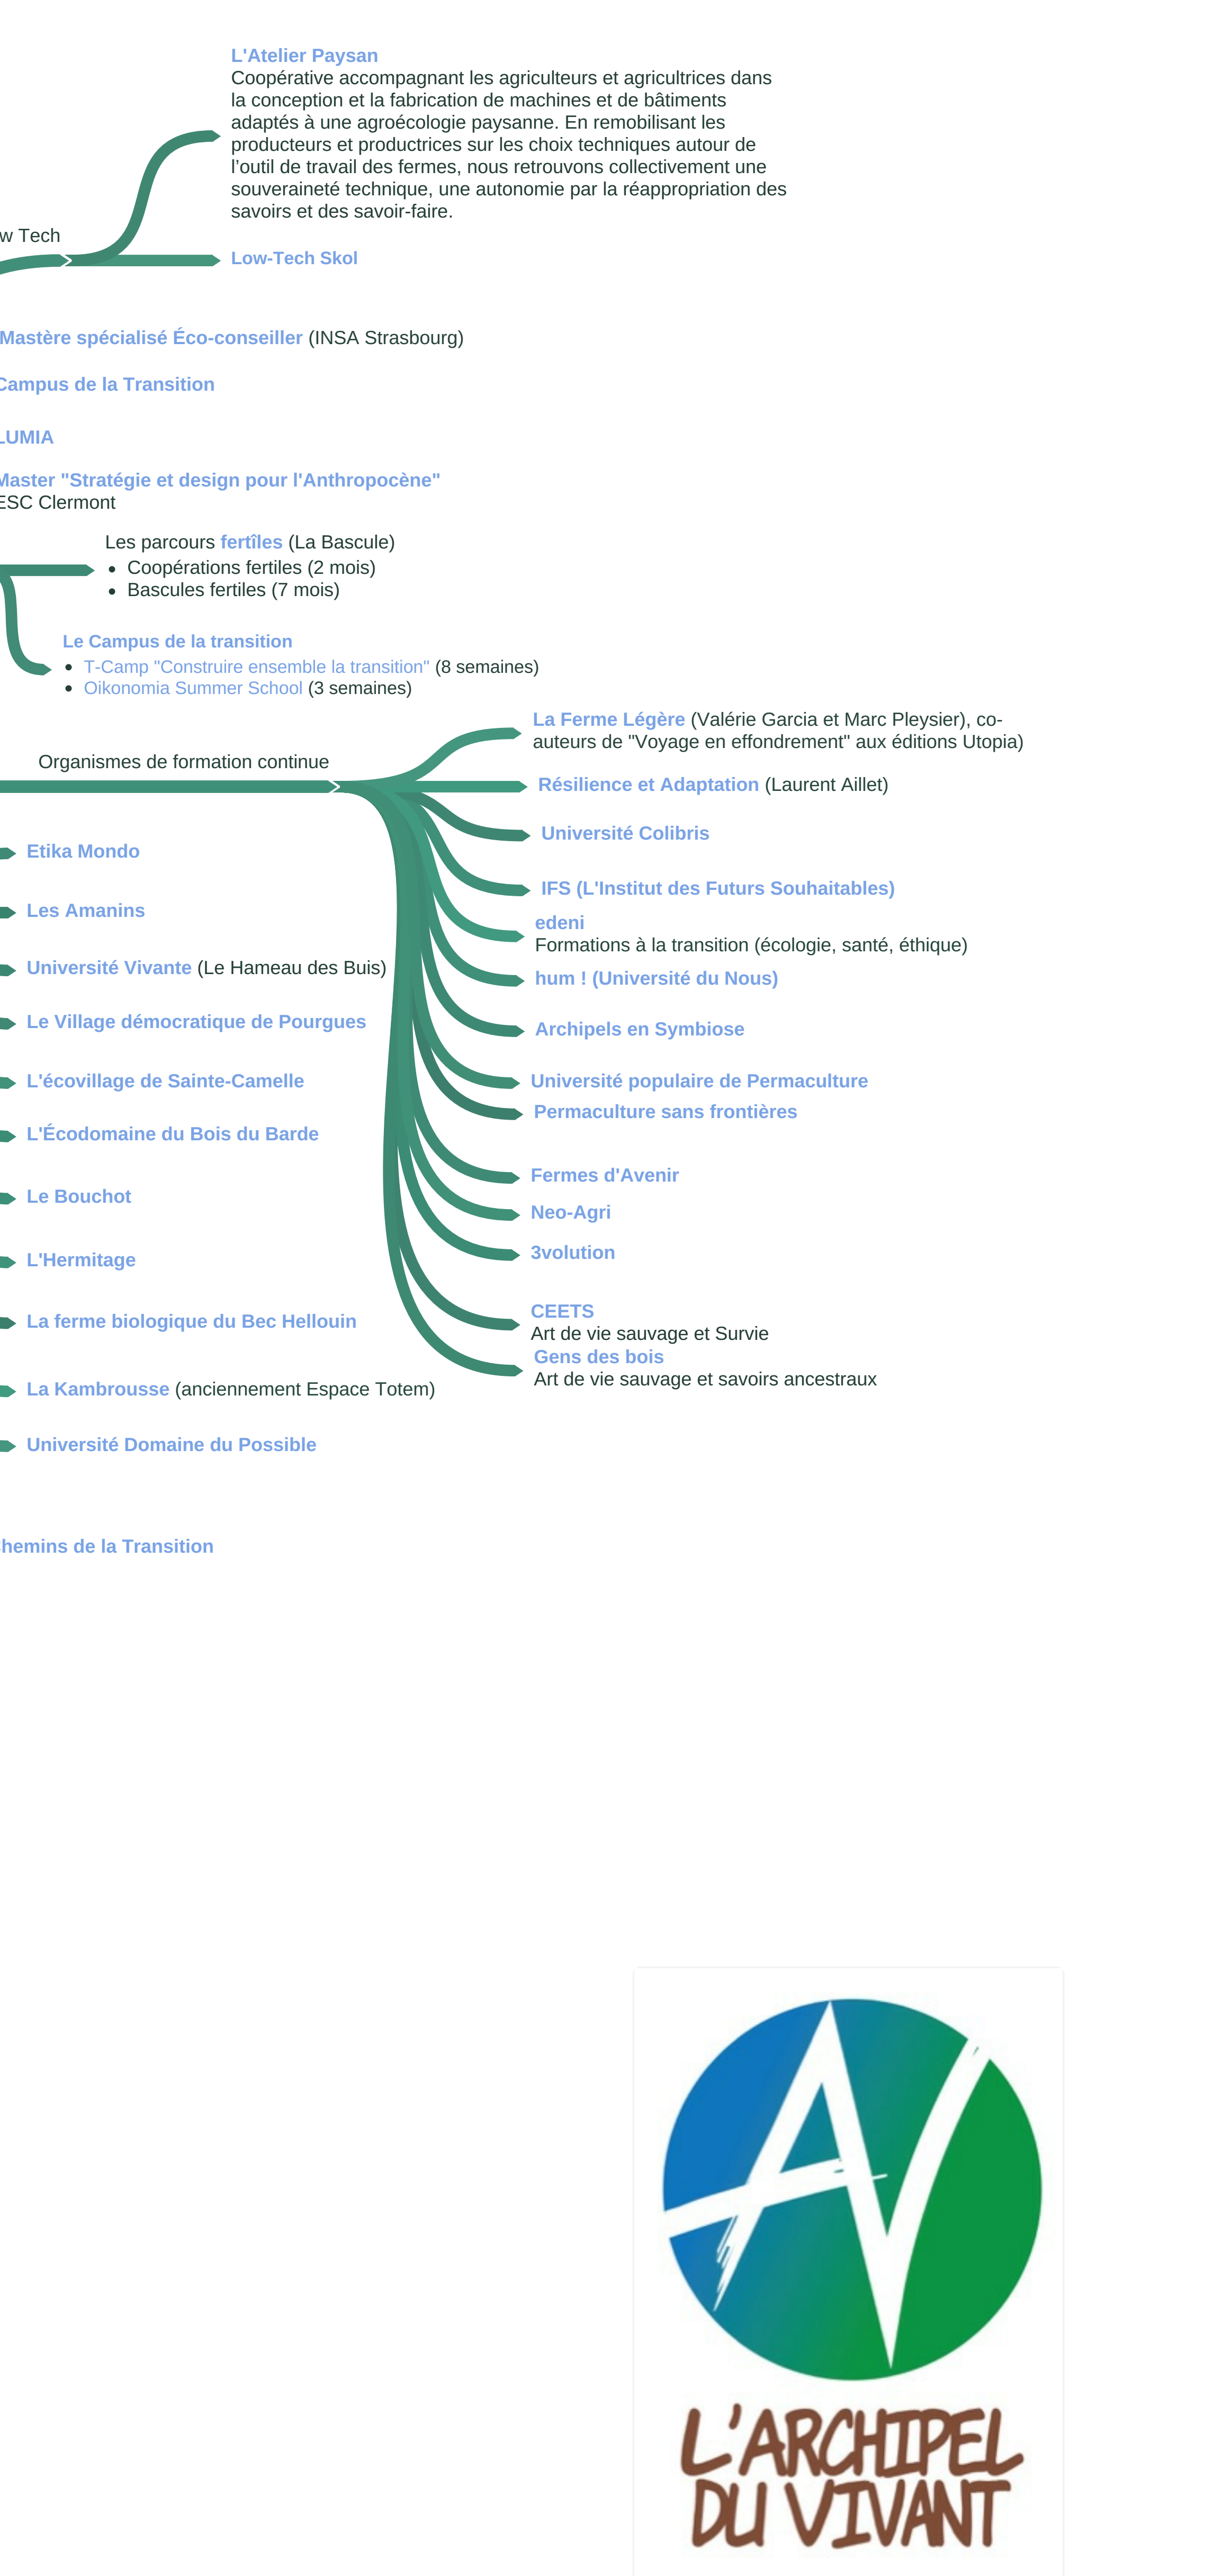 L'Atelier Paysan
Coopérative accompagnant les agriculteurs et agricultrices dans
la conception et la fabrication de machines et de bâtiments
adaptés à une agroécologie paysanne. En remobilisant les
producteurs et productrices sur les choix techniques autour de
l’outil de travail des fermes, nous retrouvons collectivement une
souveraineté technique, une autonomie par la réappropriation des
savoirs et des savoir-faire.
w Tech
Low-Tech Skol
Mastère spécialisé Éco-conseiller (INSA Strasbourg)
Campus de la Transition
LUMIA
Master "Stratégie et design pour l'Anthropocène"
ESC Clermont
Les parcours fertîles (La Bascule)
• Coopérations fertiles (2 mois)
• Bascules fertiles (7 mois)
Le Campus de la transition
• T-Camp "Construire ensemble la transition" (8 semaines)
• Oikonomia Summer School (3 semaines)
Organismes de formation continue
La Ferme Légère (Valérie Garcia et Marc Pleysier), co-
auteurs de "Voyage en effondrement" aux éditions Utopia)
Résilience et Adaptation (Laurent Aillet)
Université Colibris
IFS (L'Institut des Futurs Souhaitables)
edeni
Formations à la transition (écologie, santé, éthique)
hum ! (Université du Nous)
Archipels en Symbiose
Université populaire de Permaculture
Permaculture sans frontières
Fermes d'Avenir
Neo-Agri
3volution
CEETS
Art de vie sauvage et Survie
Gens des bois
Art de vie sauvage et savoirs ancestraux
Etika Mondo
Les Amanins
Université Vivante (Le Hameau des Buis)
Le Village démocratique de Pourgues
L'écovillage de Sainte-Camelle
L'Écodomaine du Bois du Barde
Le Bouchot
L'Hermitage
La ferme biologique du Bec Hellouin
La Kambrousse (anciennement Espace Totem)
Université Domaine du Possible
hemins de la Transition
AV
L'ARCHIPEL
DU VIVANT